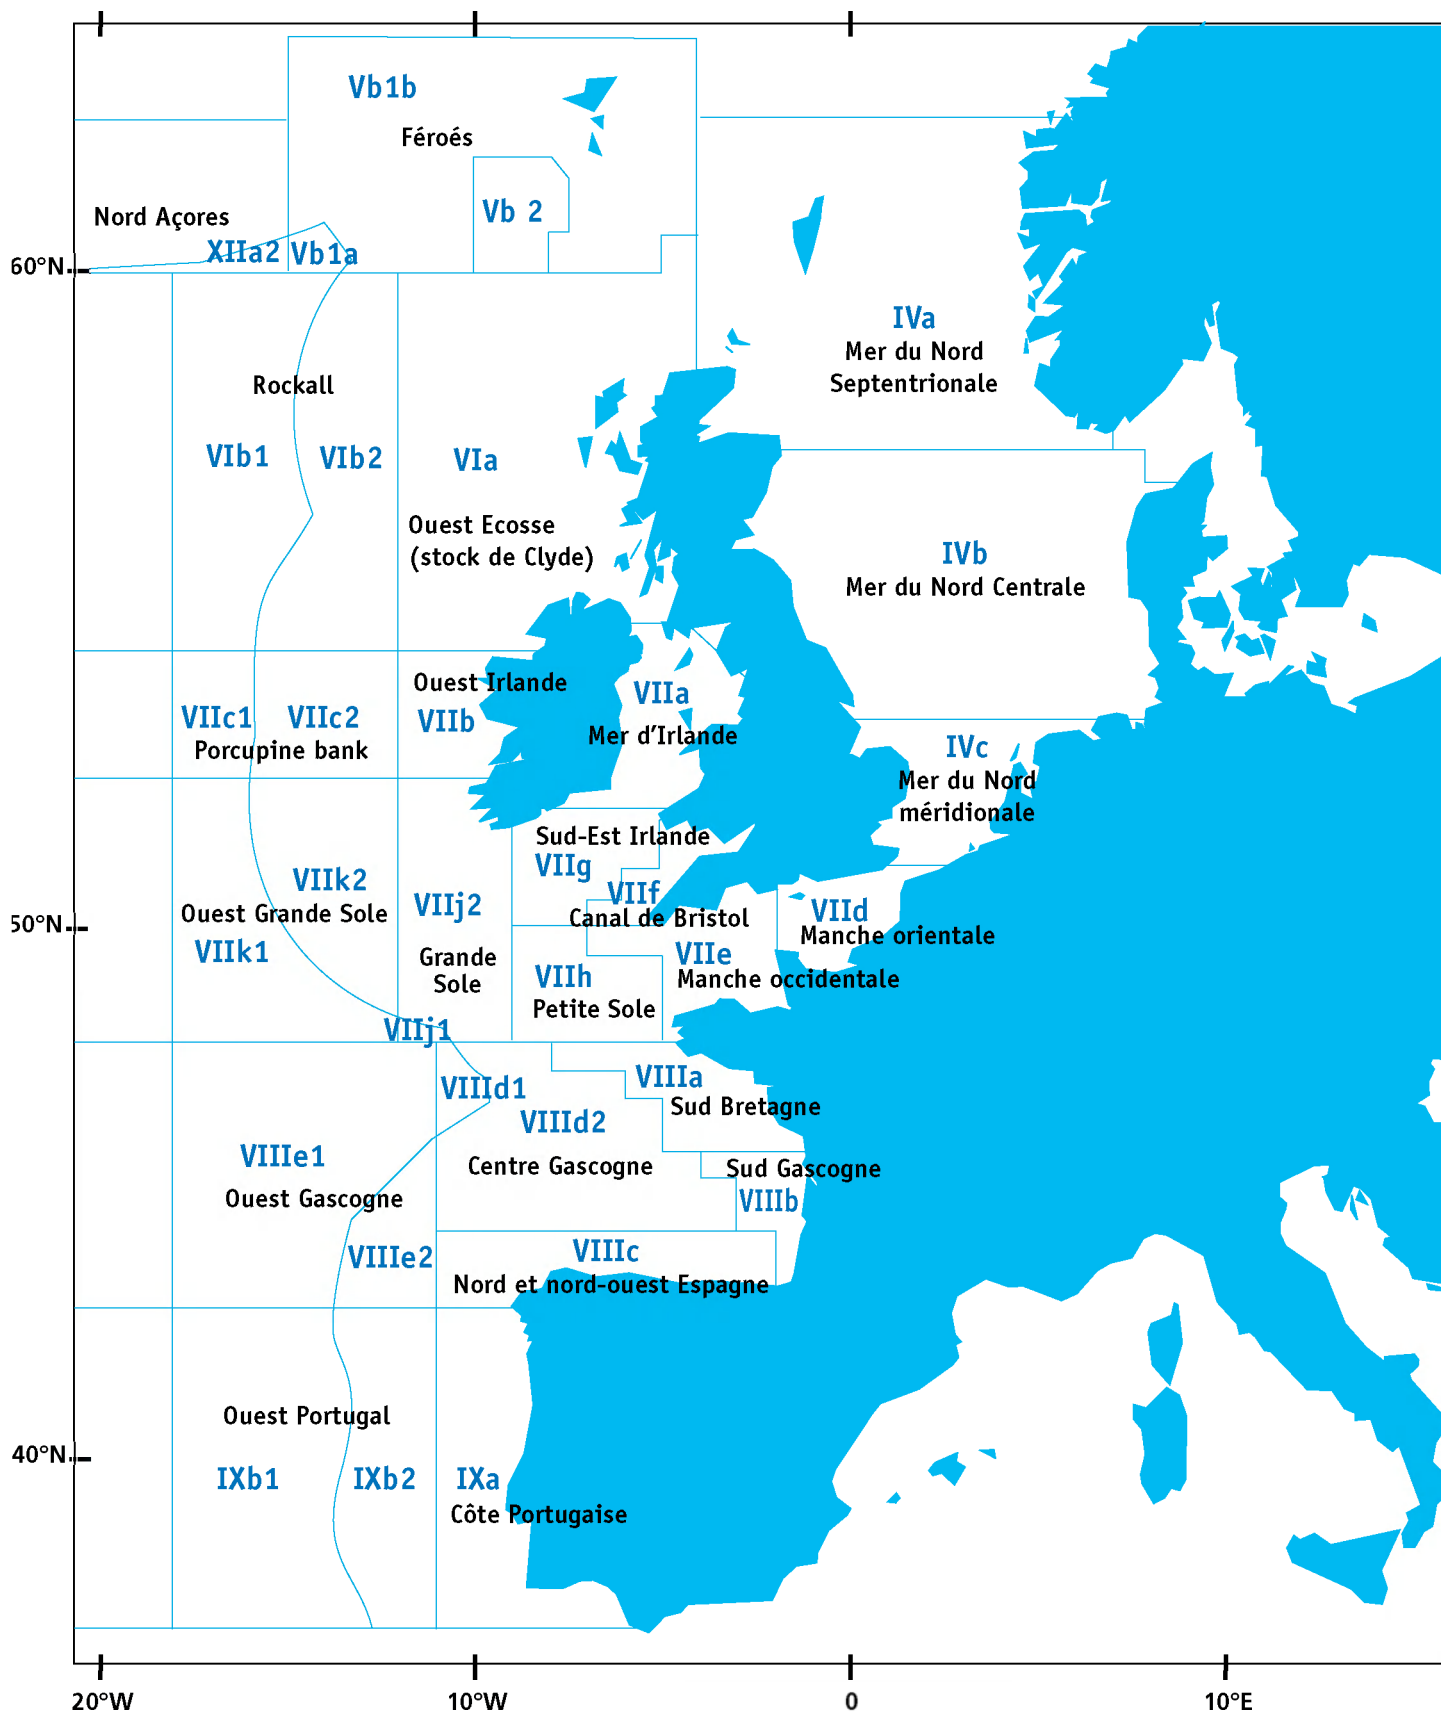 Vb1b
Féroés
Vb 2
Nord Açores
XIIa2
Vb1a
60°N
IVa
Mer du Nord
Septentrionale
Rockall
VIb1
VIb2
VIa
Ouest Ecosse
(stock de Clyde)
IVb
Mer du Nord Centrale
Ouest Irlande
VIIa
VIIc1
VIIc2
VIIb
Porcupine bank
Mer d'Irlande
IVc
Mer du Nord
méridionale
Sud-Est Irlande
VIIg
VIIk2
VIIf
VIIj2
Ouest Grande Sole
Canal de Bristol
VIId
50°N
Manche orientale
VIIk1
Grande
Sole
VIIe
VIIh
Manche occidentale
Petite Sole
VIIj1
VIIId1
VIIIa
Sud Bretagne
VIIId2
VIIIe1
Centre Gascogne
Sud Gascogne
Ouest Gascogne
VIIIb
VIIIe2
VIIIc
Nord et nord-ouest Espagne
Ouest Portugal
40°N
IXb1
IXb2
IXa
Côte Portugaise
20°W
10°W
0
10°E